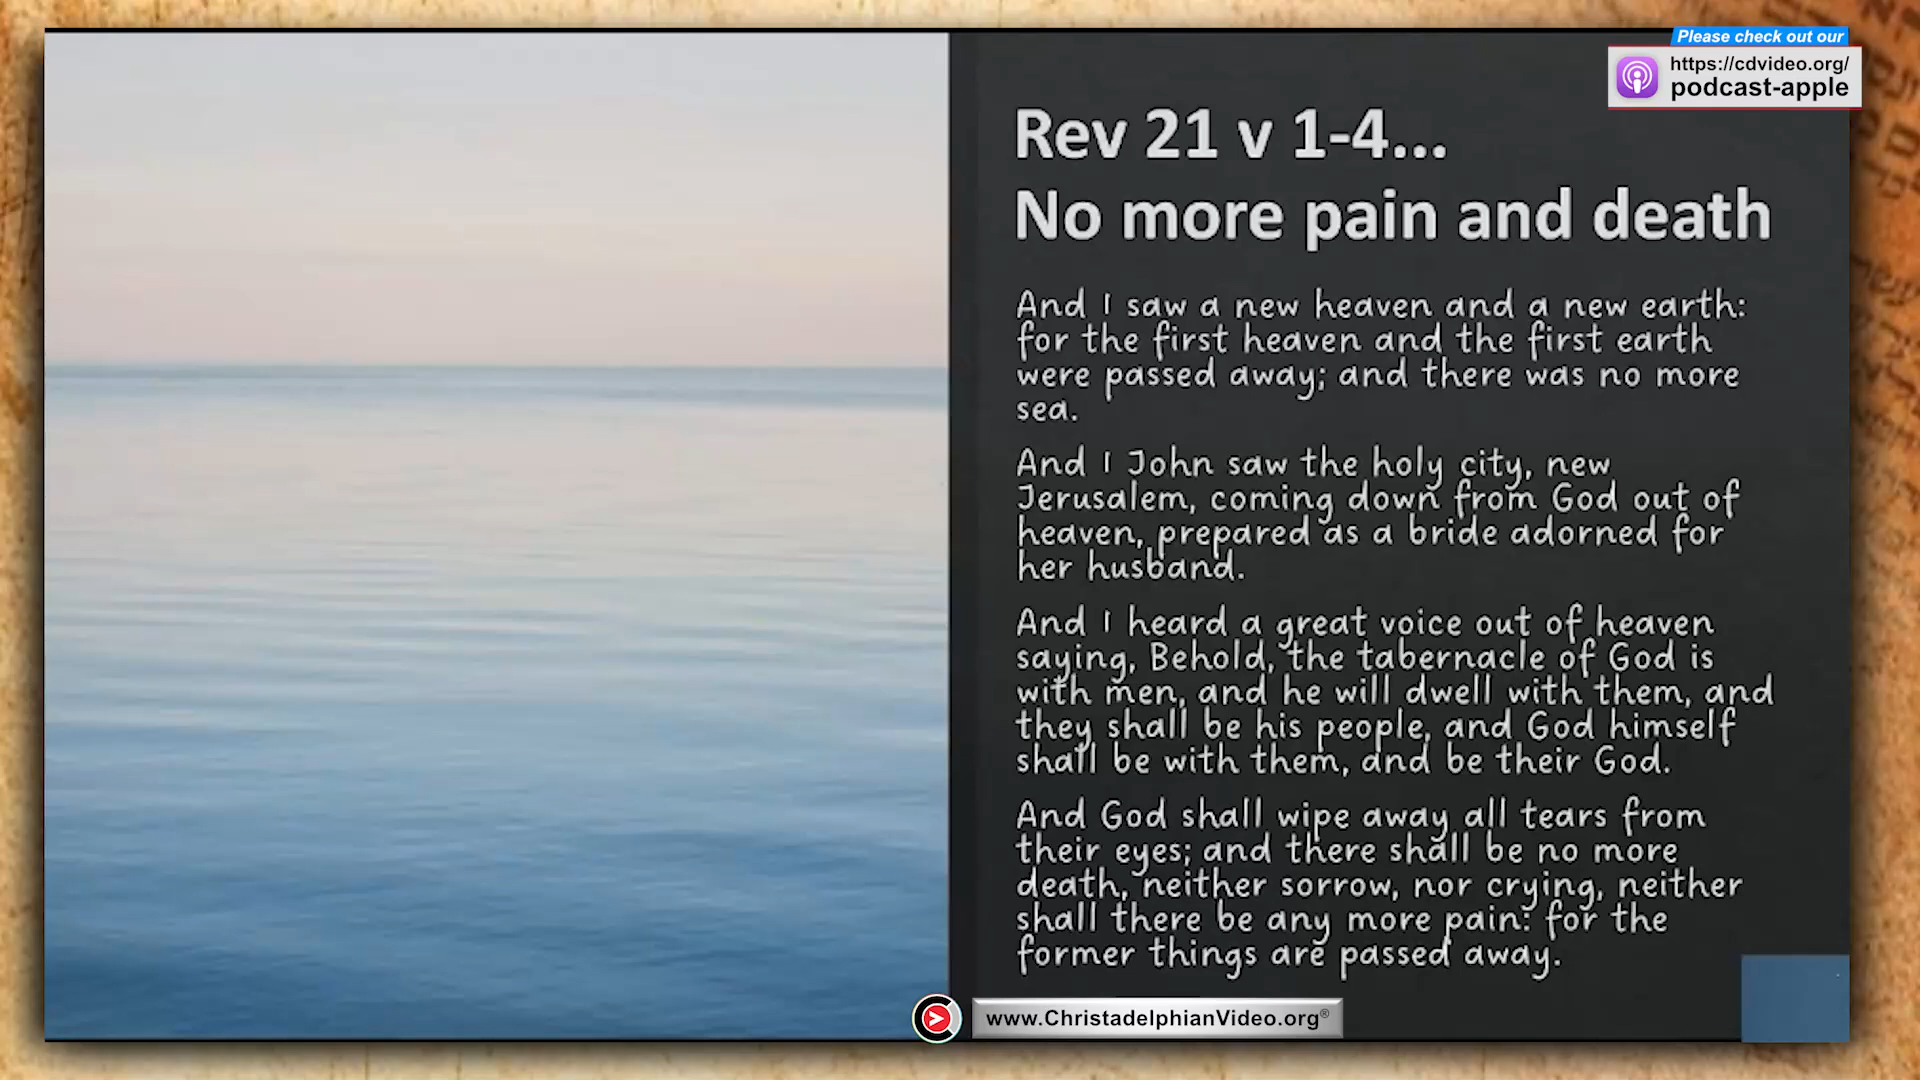 Please check out our
https://cdvideo.org/
podcast-apple
Rev 21 v 1-4...
No more pain and death
And I saw a new heaven and a new earth:
for the first heaven and the first earth
were passed away; and there was no more
sea.
And I John saw the holy city, new
Jerusalem, coming down from God out of
heaven, prepared as a bride adorned for
her husband.
And I heard a great voice out of heaven
saying, Behold, the tabernacle of God is
with men, and he will dwell with them, and
they shall be his people, and God himself
shall be with them, and be their God.
And God shall wipe away all tears from
their eyes; and there shall be no more
death, neither sorrow, nor crying, neither
shall there be any more pain: for the
former things are passed away.
www.ChristadelphianVideo.org®